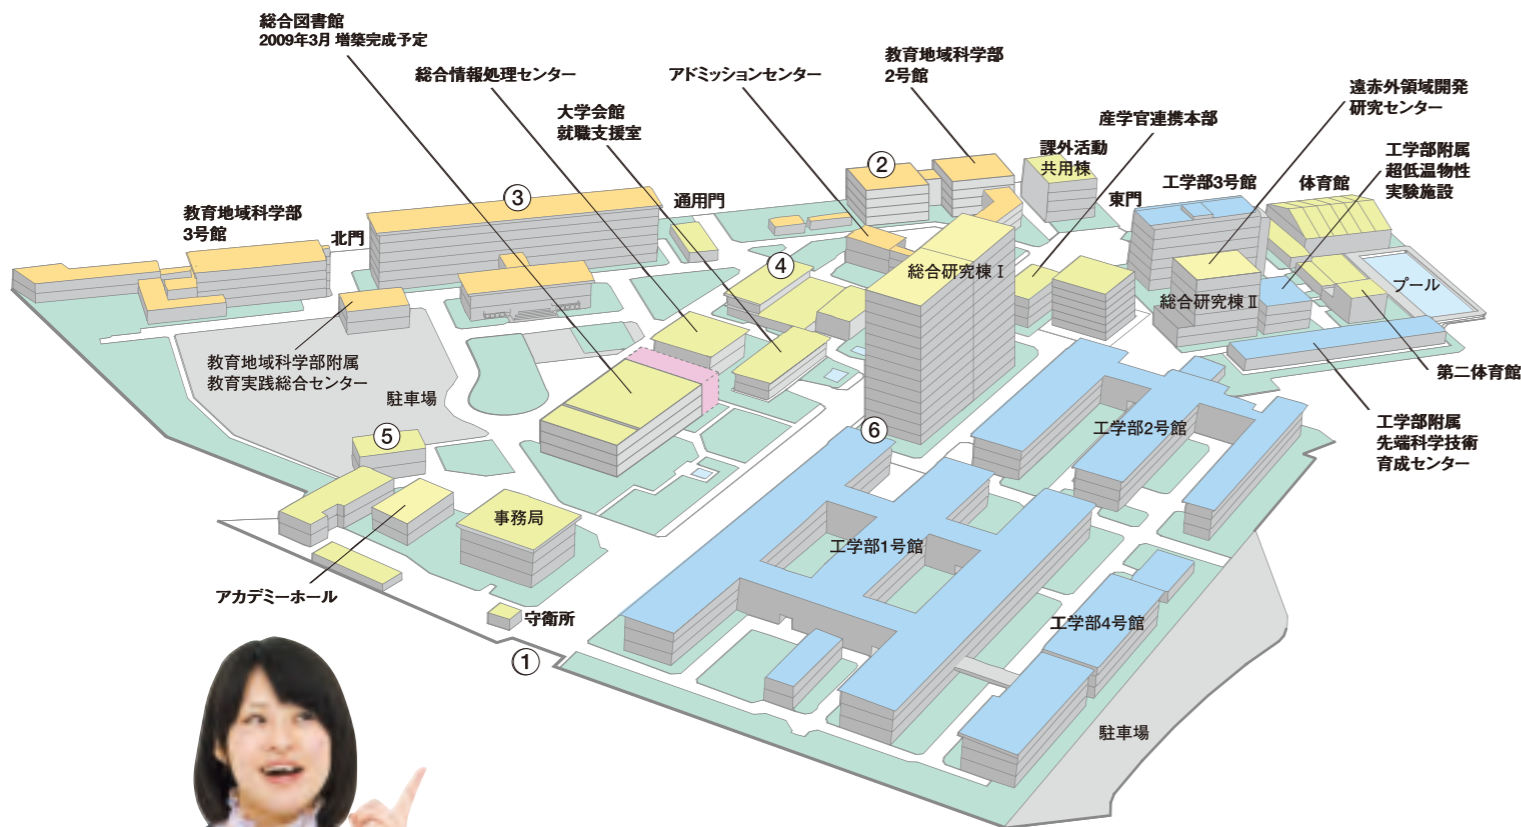 総合図書館
2009年3月 増築完成予定
総合情報処理センター
大学会館
就職支援室
アドミッションセンター
教育地域科学部
2号館
産学官連携本部
遠赤外領域開発
研究センター
課外活動
共用棟
工学部附属
超低温物性
実験施設
工学部3号館
体育館
東門
②
③
通用門
教育地域科学部
3号館
北門
④
総合研究棟Ⅰ
総合研究棟Ⅱ
プール
教育地域科学部附属
教育実践総合センター
駐車場
第二体育館
⑤
⑥
工学部2号館
工学部附属
先端科学技術
育成センター
事務局
工学部1号館
アカデミーホール
守衛所
工学部4号館
①
駐車場